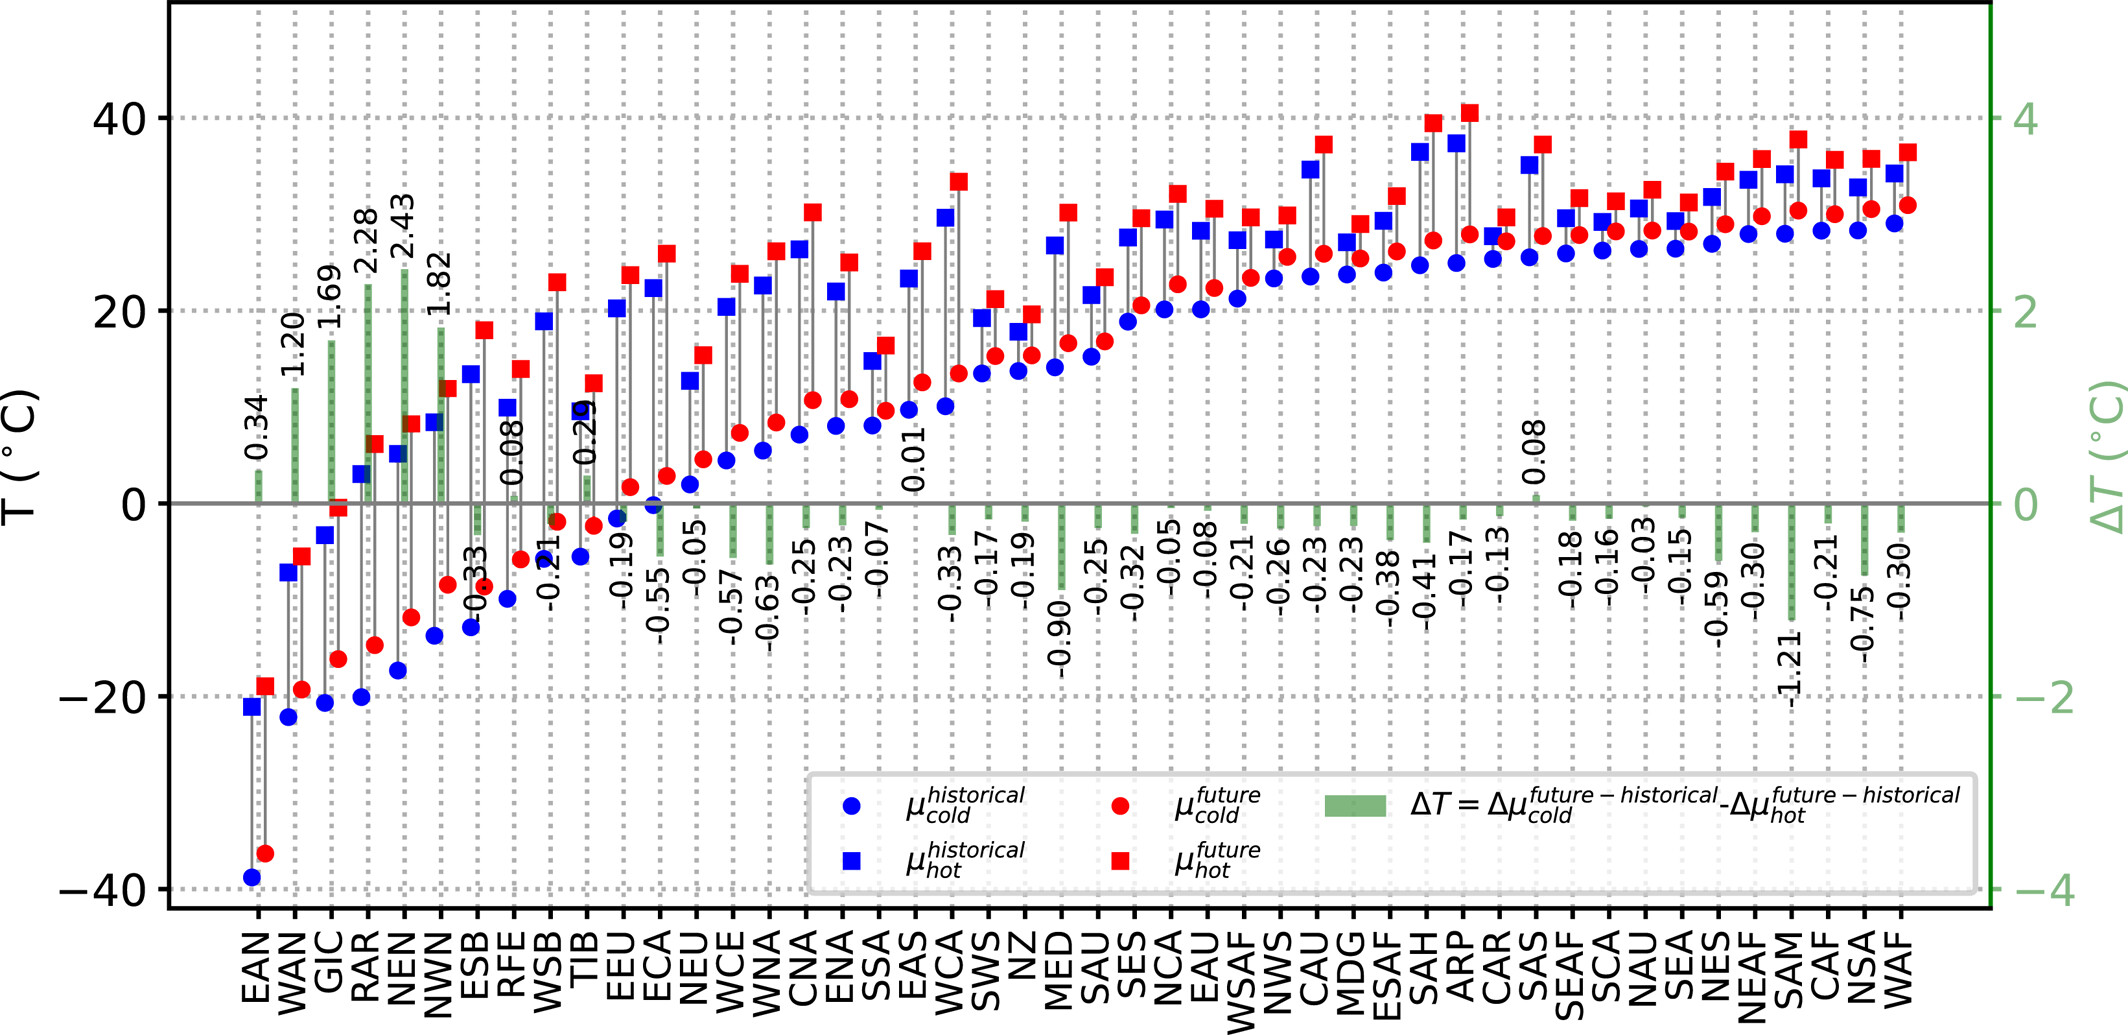 T (°C)
40
20
0
−20
−40
4
2
0
−2
−4
ΔT (°C)
0.34
1.20
1.69
2.28
2.43
1.82
-0.33
0.08
-0.21
0.29
-0.19
-0.55
-0.05
-0.57
-0.63
-0.25
-0.23
-0.07
0.01
-0.33
-0.17
-0.19
-0.90
-0.25
-0.32
-0.05
-0.08
-0.21
-0.26
-0.23
-0.23
-0.38
-0.41
-0.17
-0.13
0.08
-0.18
-0.16
-0.03
-0.15
-0.59
-0.30
-1.21
-0.21
-0.75
-0.30
μ historical cold
μ future cold
ΔT = Δμ future − historical cold -Δμ future − historical hot
μ historical hot
μ future hot
EAN
WAN
GIC
RAR
NEN
NWN
ESB
RFE
WSB
TIB
EEU
ECA
NEU
WCE
WNA
CNA
ENA
SSA
EAS
WCA
SWS
NZ
MED
SAU
SES
NCA
EAU
WSAF
NWS
CAU
MDG
ESAF
SAH
ARP
CAR
SAS
SEAF
SCA
NAU
SEA
NES
NEAF
SAM
CAF
NSA
WAF